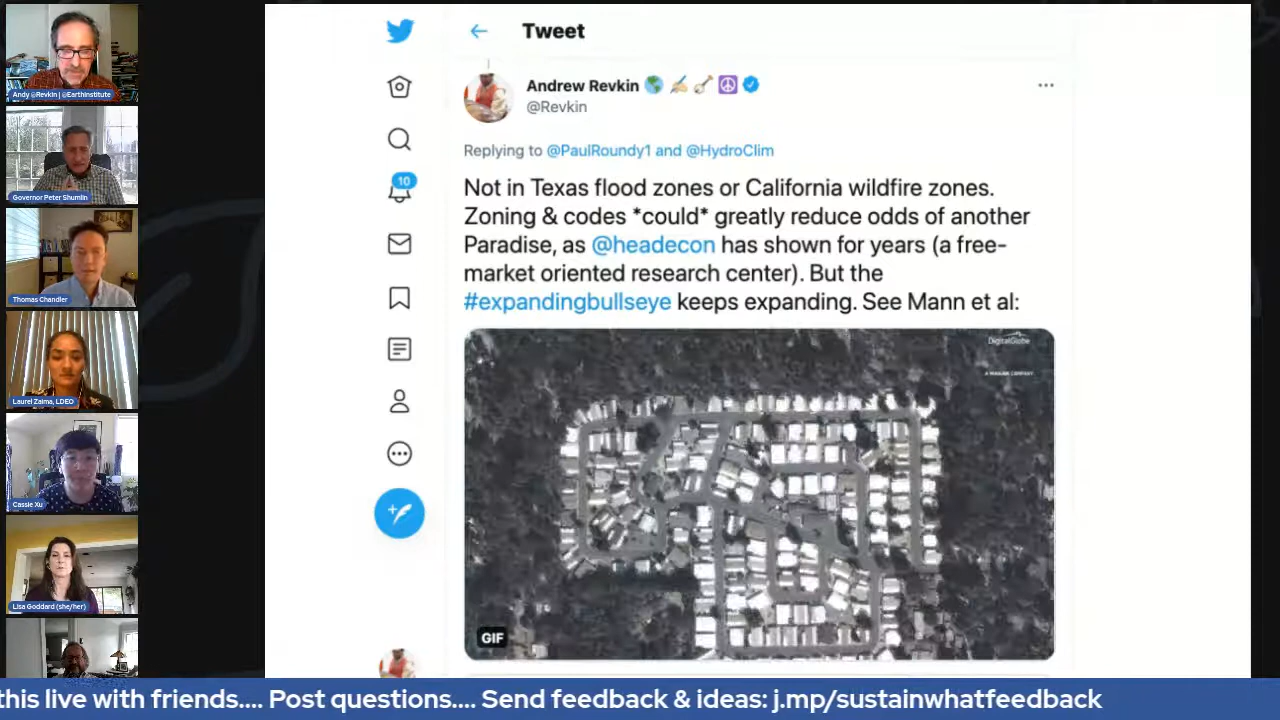 Andy @Revkin | @EarthInstitute
Governor Peter Shumlin
Thomas Chandler
Laurel Zaima, LDEO
Cassie Xu
Lisa Goddard (she/her)
Tweet
Andrew Revkin
@Revkin
Replying to @PaulRoundy1 and @HydroClim
Not in Texas flood zones or California wildfire zones.
Zoning & codes *could* greatly reduce odds of another
Paradise, as @headecon has shown for years (a free-
market oriented research center). But the
#expandingbullseye keeps expanding. See Mann et al:
10
DigitalGlobe
A MAXAR COMPANY
GIF
this live with friends.... Post questions.... Send feedback & ideas: j.mp/sustainwhatfeedback